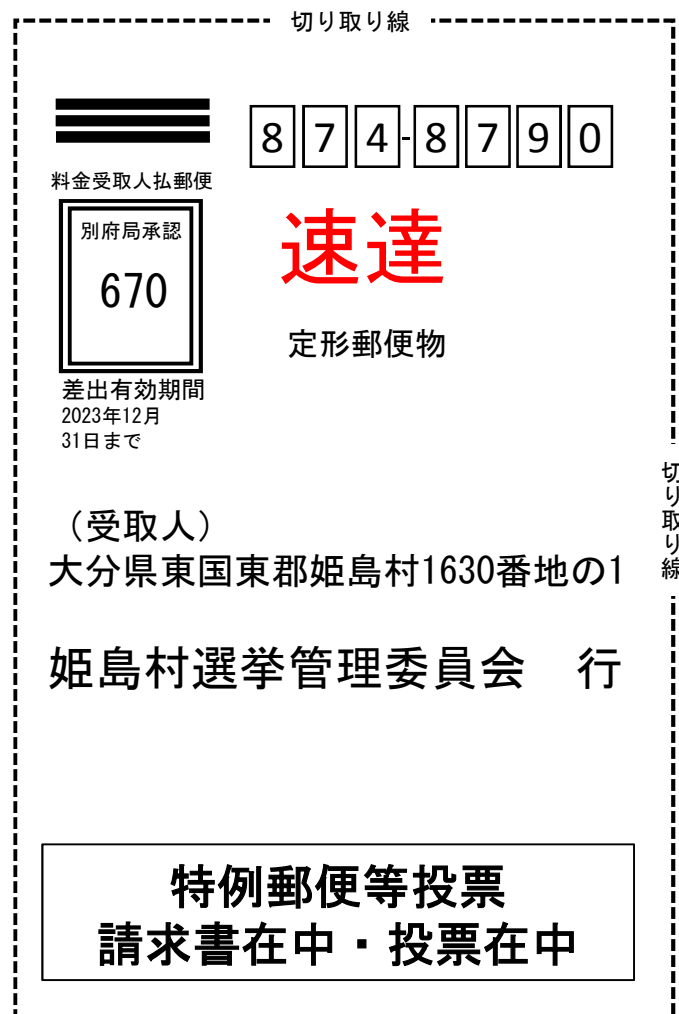 切り取り線
874-8790
料金受取人払郵便
別府局承認
670
速達
定形郵便物
差出有効期間
2023年12月
31日まで
切り取り線
（受取人）
大分県東国東郡姫島村1630番地の1
姫島村選挙管理委員会　行
特例郵便等投票
請求書在中・投票在中